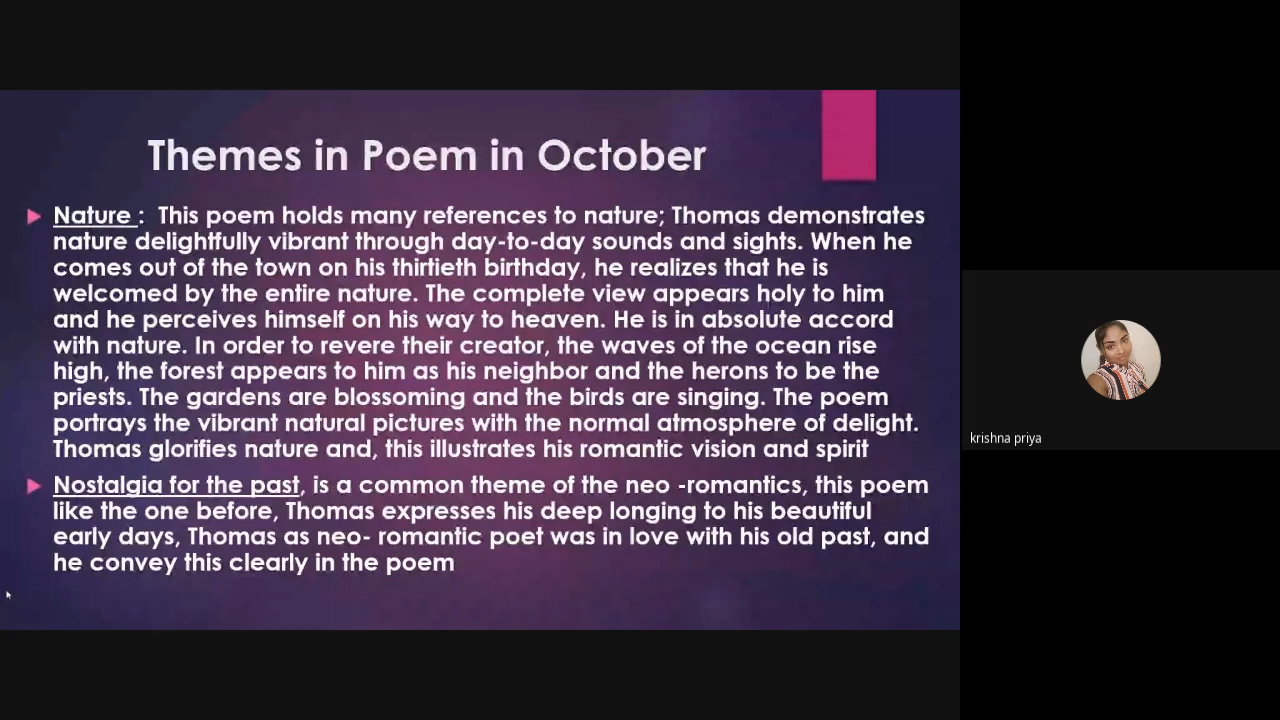 Themes in Poem in October
Nature : This poem holds many references to nature; Thomas demonstrates
nature delightfully vibrant through day-to-day sounds and sights. When he
comes out of the town on his thirtieth birthday, he realizes that he is
welcomed by the entire nature. The complete view appears holy to him
and he perceives himself on his way to heaven. He is in absolute accord
with nature. In order to revere their creator, the waves of the ocean rise
high, the forest appears to him as his neighbor and the herons to be the
priests. The gardens are blossoming and the birds are singing. The poem
portrays the vibrant natural pictures with the normal atmosphere of delight.
Thomas glorifies nature and, this illustrates his romantic vision and spirit
Nostalgia for the past, is a common theme of the neo -romantics, this poem
like the one before, Thomas expresses his deep longing to his beautiful
early days, Thomas as neo- romantic poet was in love with his old past, and
he convey this clearly in the poem
krishna priya